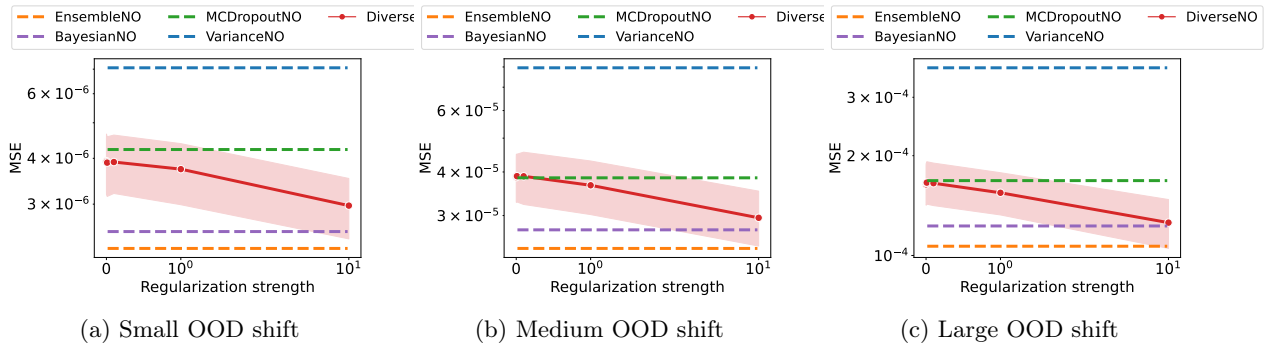 EnsembleNO MCDropoutNO Diverse
BayesianNO VarianceNO
6 × 10⁻⁶
4 × 10⁻⁶
3 × 10⁻⁶
MSE
0 10⁰ 10¹
Regularization strength
(a) Small OOD shift
EnsembleNO MCDropoutNO Diverse
BayesianNO VarianceNO
6 × 10⁻⁵
4 × 10⁻⁵
3 × 10⁻⁵
MSE
0 10⁰ 10¹
Regularization strength
(b) Medium OOD shift
EnsembleNO MCDropoutNO DiverseNO
BayesianNO VarianceNO
3 × 10⁻⁴
2 × 10⁻⁴
10⁻⁴
MSE
0 10⁰ 10¹
Regularization strength
(c) Large OOD shift